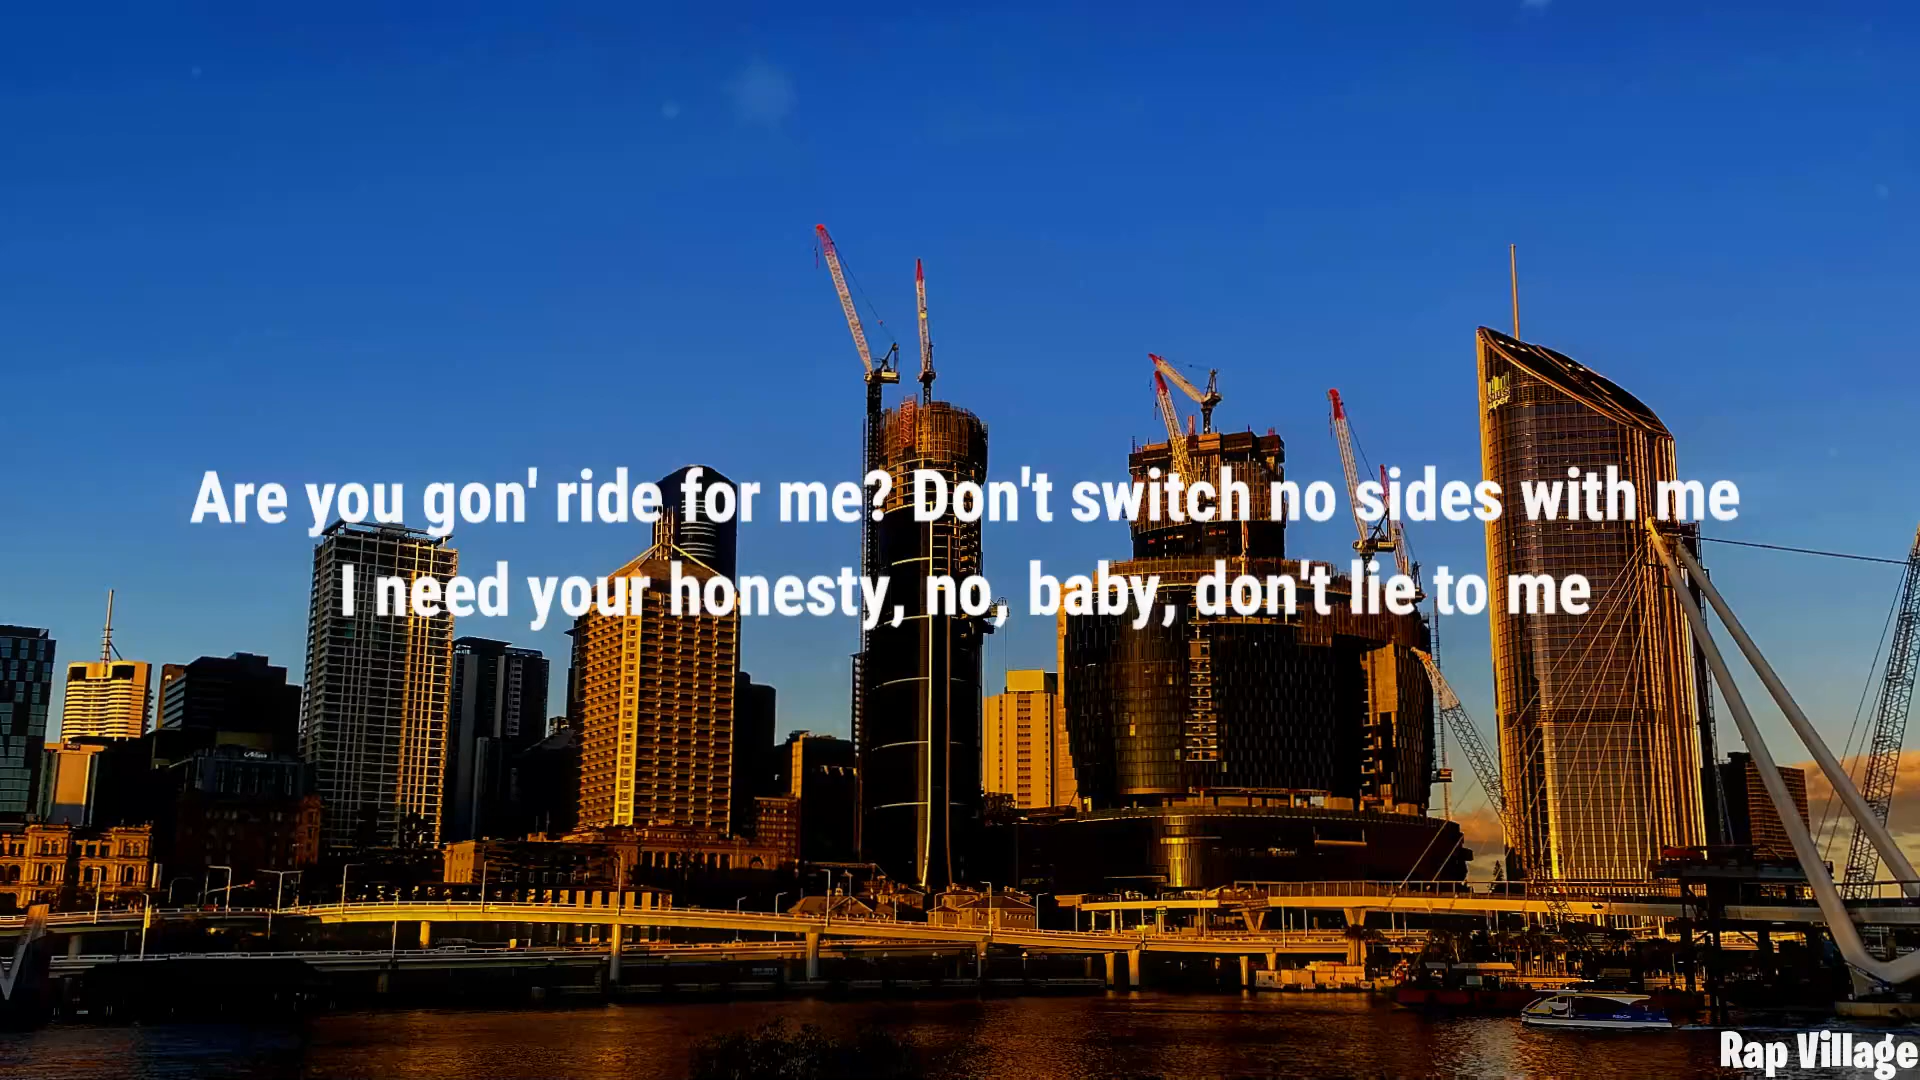 Are you gon' ride for me? Don't switch no sides with me
I need your honesty, no, baby, don't lie to me
Rap Village